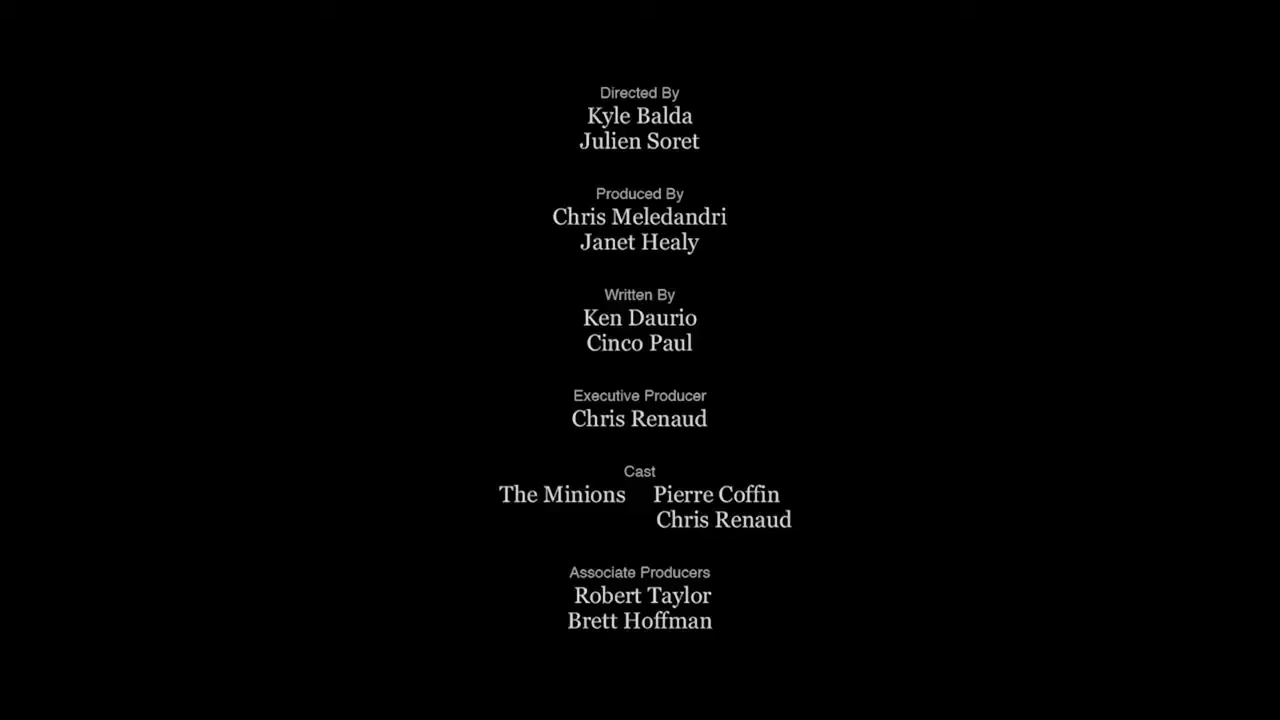 Directed By
Kyle Balda
Julien Soret
Produced By
Chris Meledandri
Janet Healy
Written By
Ken Daurio
Cinco Paul
Executive Producer
Chris Renaud
Cast
The Minions Pierre Coffin
Chris Renaud
Associate Producers
Robert Taylor
Brett Hoffman